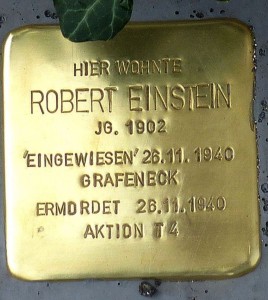 HIER WOHNTE
ROBERT EINSTEIN
JG. 1902
'EINGEWIESEN' 26.11.1940
GRAFENECK
ERMORDET 26.11.1940
AKTION T4